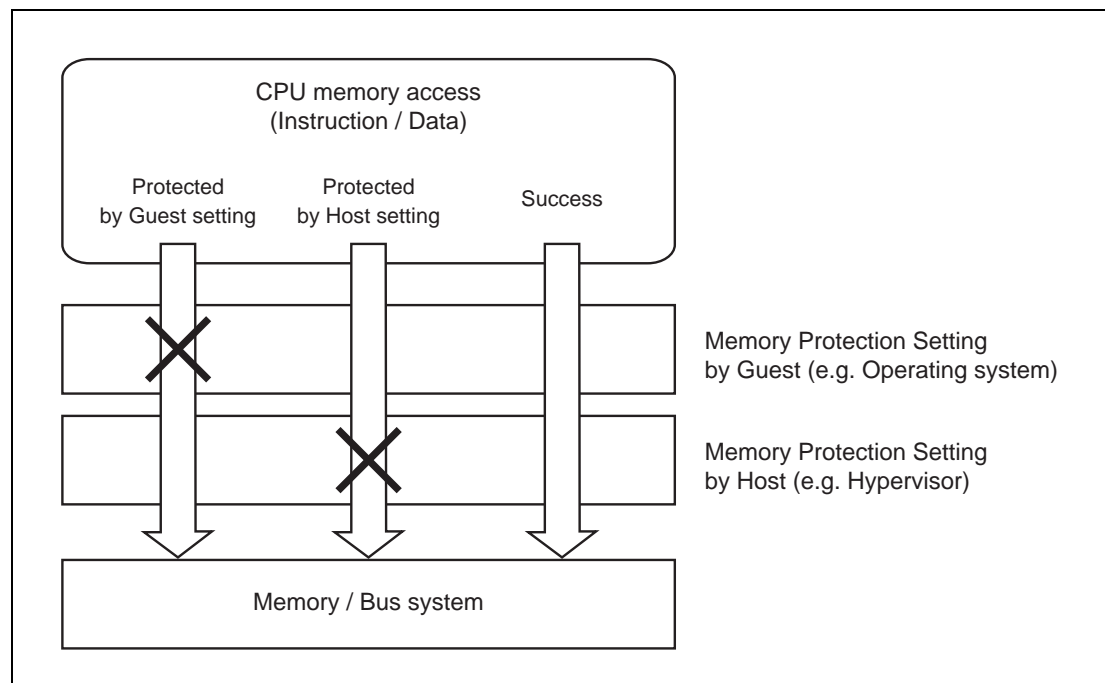 CPU memory access
(Instruction / Data)
Protected
by Guest setting
Protected
by Host setting
Success
Memory Protection Setting
by Guest (e.g. Operating system)
Memory Protection Setting
by Host (e.g. Hypervisor)
Memory / Bus system